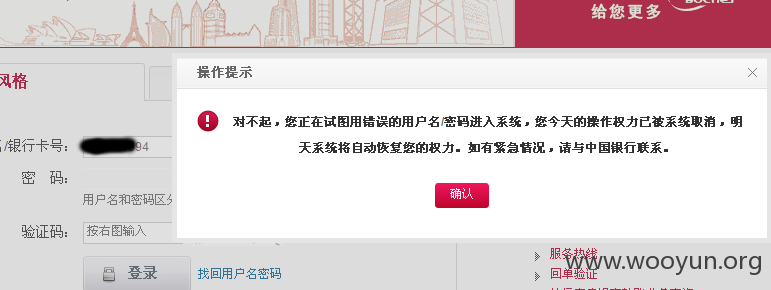 给您更多
风格
操作提示
对不起，您正在试图用错误的用户名/密码进入系统，您今天的操作权力已被系统取消，明
天系统将自动恢复您的权力。如有紧急情况，请与中国银行联系。
确认
/银行卡号：
94
密 码：
用户名和密码区分
验证码：
按右图输入
登录
找回用户名密码
服务热线
回单验证
www.wooyun.org